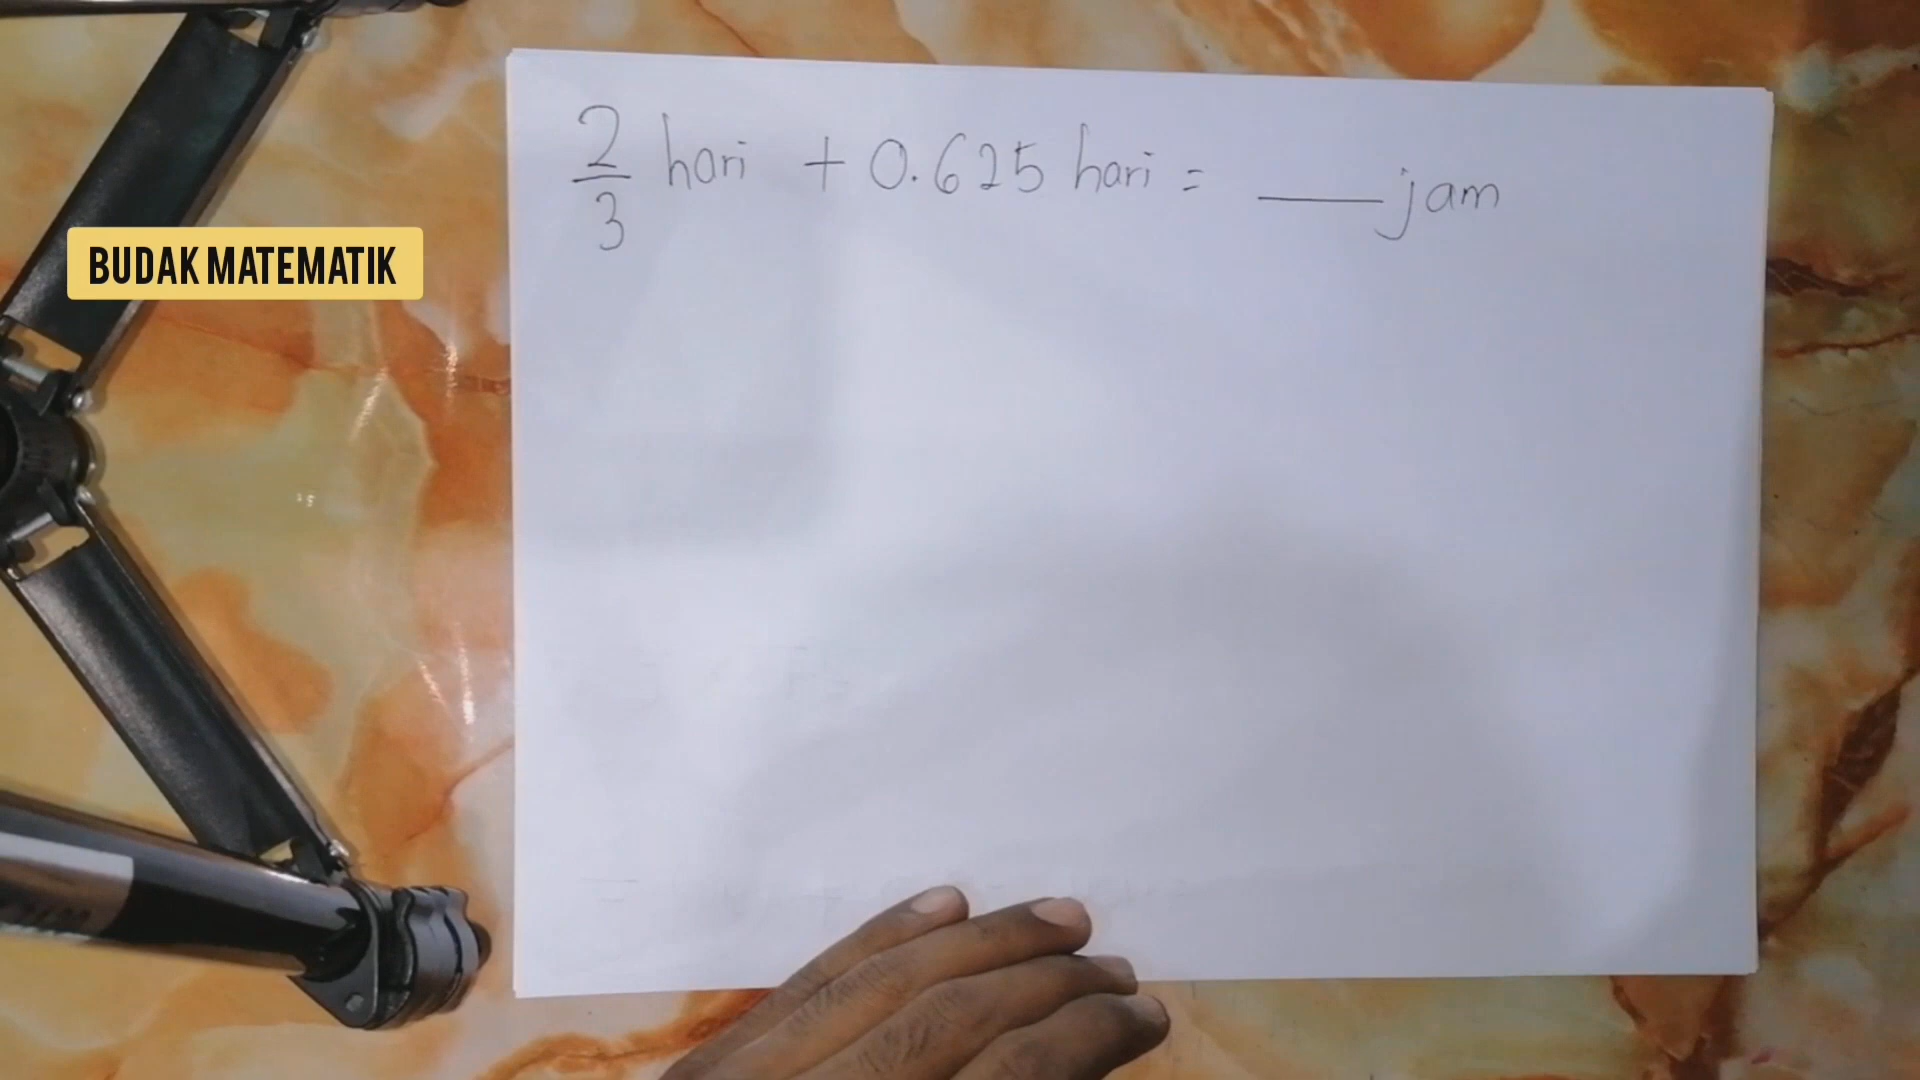 2/3 hari + 0.625 hari = ___ jam
BUDAK MATEMATIK